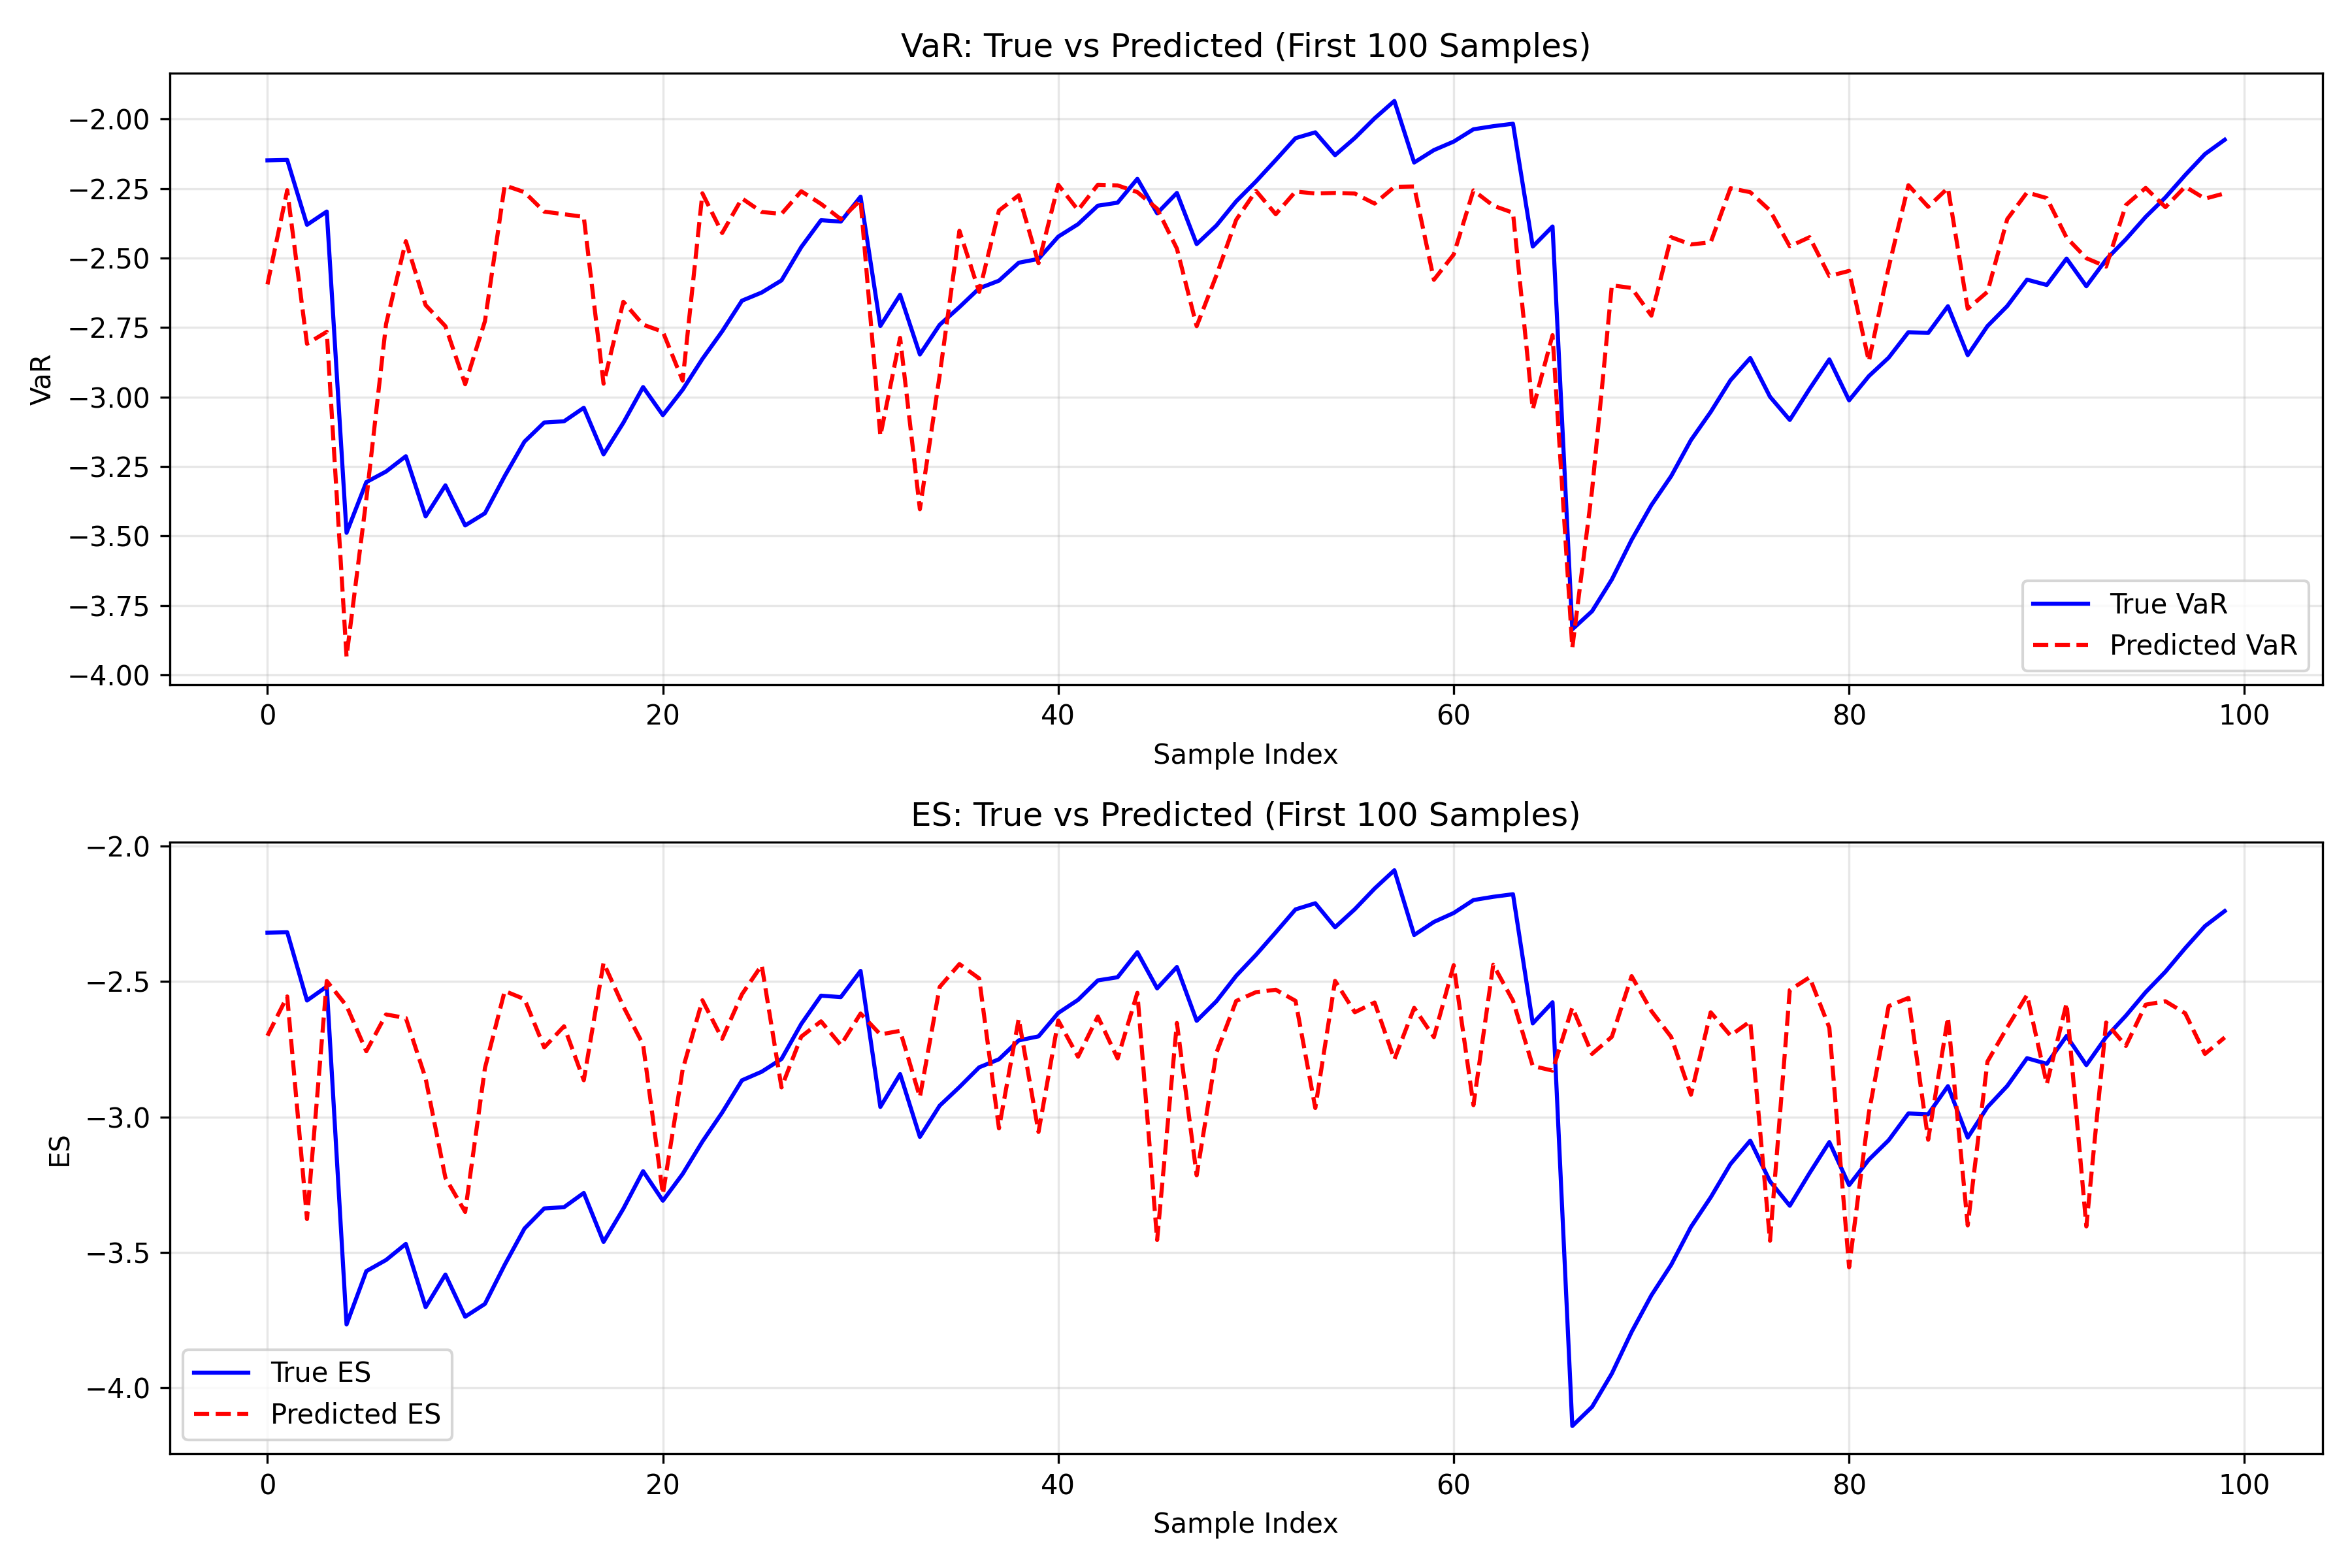 VaR: True vs Predicted (First 100 Samples)
−2.00
−2.25
−2.50
−2.75
−3.00
−3.25
−3.50
−3.75
−4.00
VaR
True VaR
Predicted VaR
0 20 40 60 80 100
Sample Index
ES: True vs Predicted (First 100 Samples)
−2.0
−2.5
−3.0
−3.5
−4.0
ES
True ES
Predicted ES
0 20 40 60 80 100
Sample Index